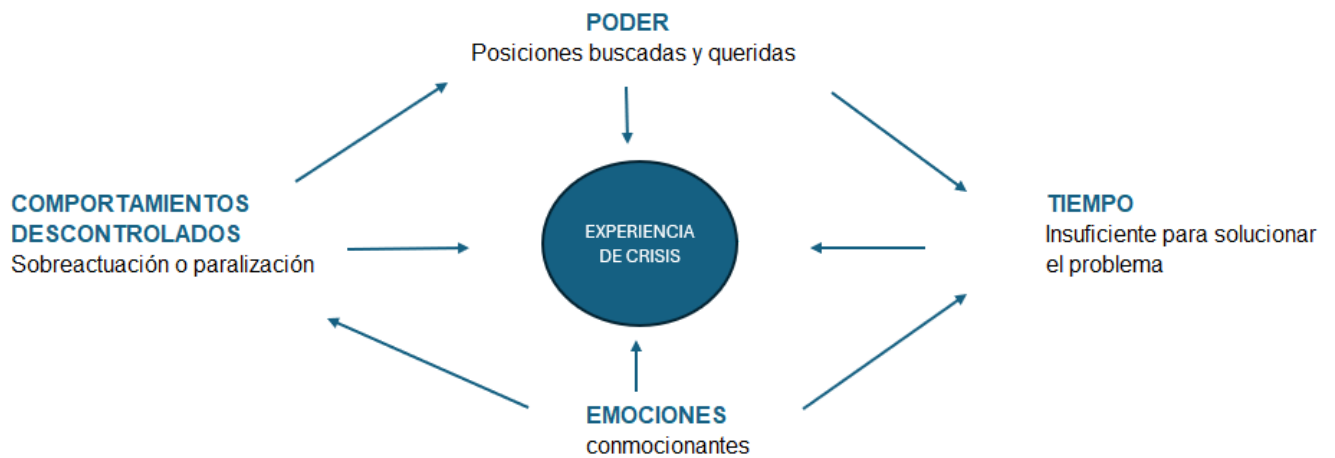 PODER
Posiciones buscadas y queridas
COMPORTAMIENTOS
DESCONTROLADOS
Sobreactuación o paralización
EXPERIENCIA
DE CRISIS
TIEMPO
Insuficiente para solucionar
el problema
EMOCIONES
conmocionantes